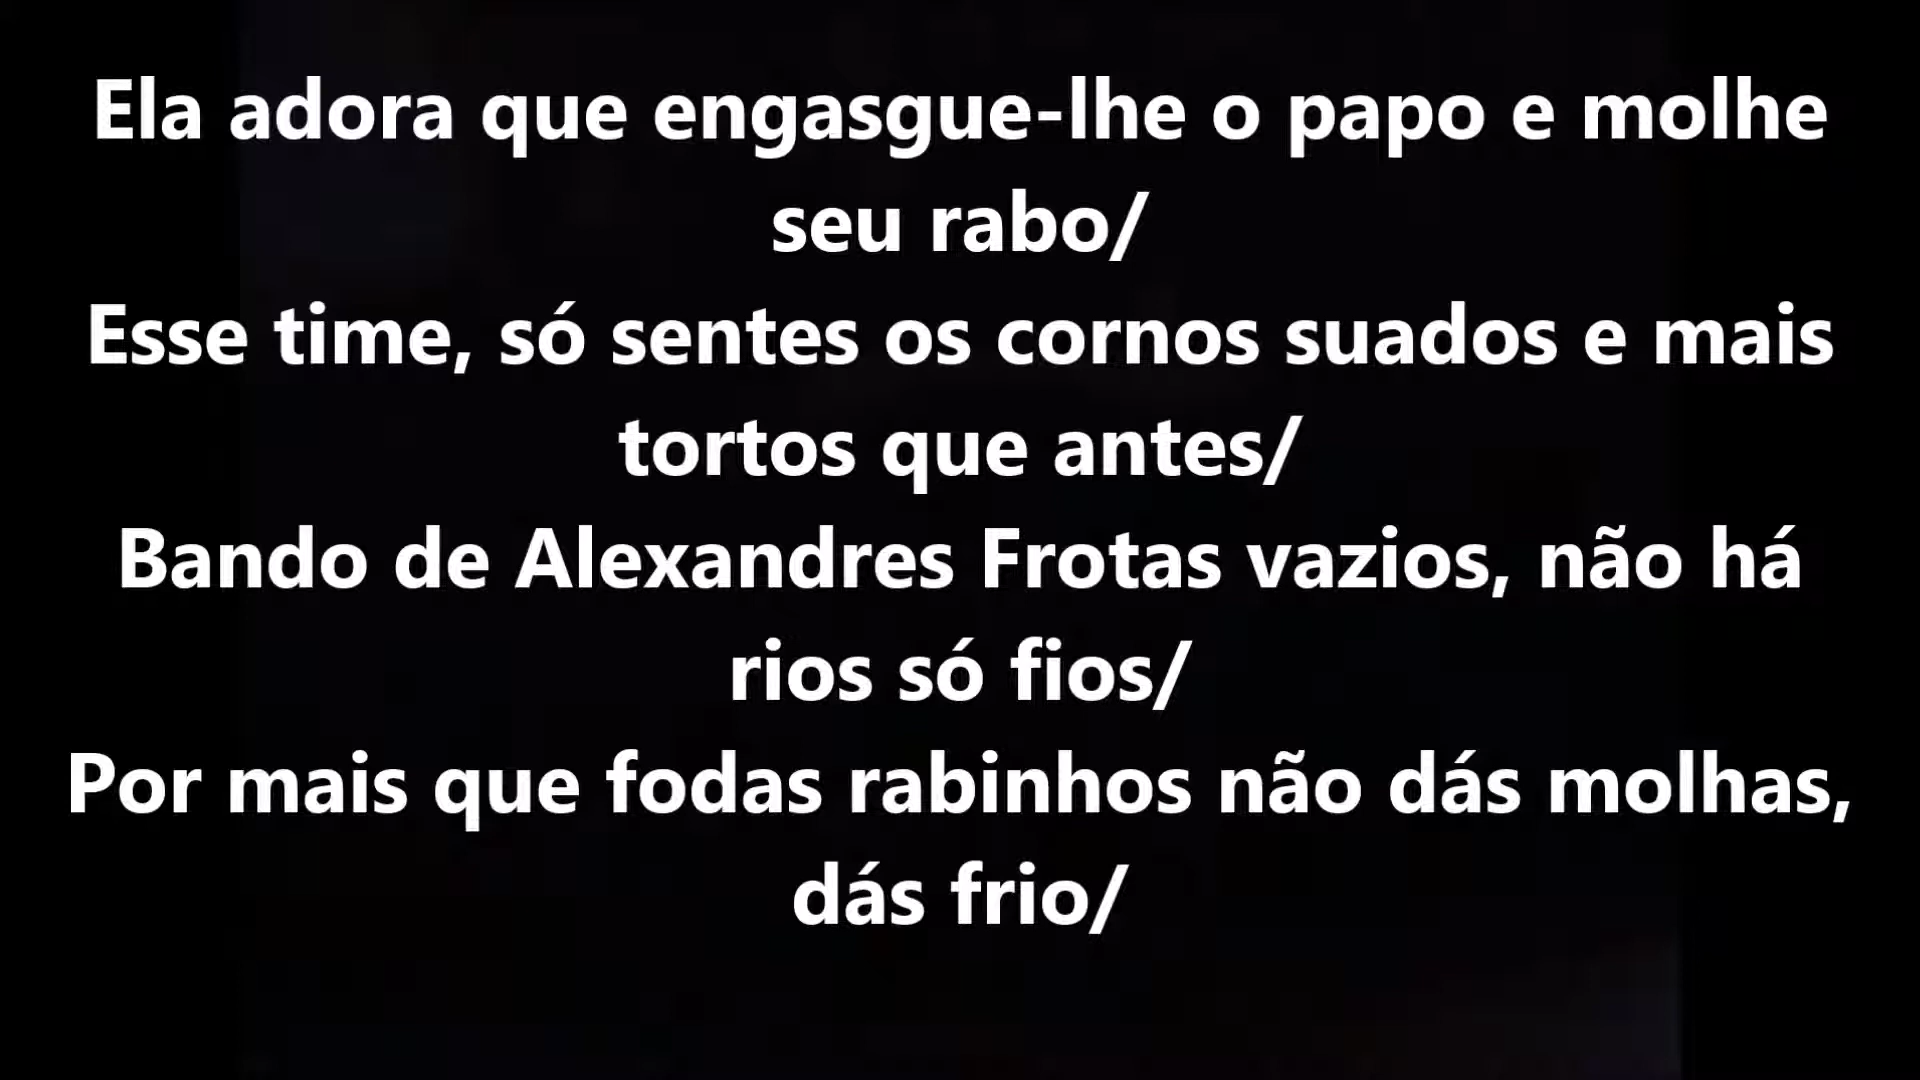 Ela adora que engasgue-lhe o papo e molhe
seu rabo/
Esse time, só sentes os cornos suados e mais
tortos que antes/
Bando de Alexandres Frotas vazios, não há
rios só fios/
Por mais que fodas rabinhos não dás molhas,
dás frio/